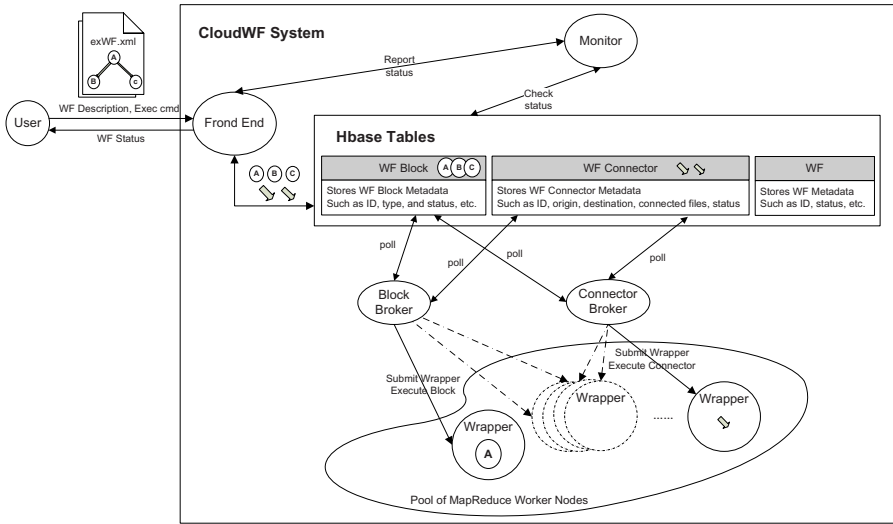 exWF.xml
A
B
c
CloudWF System
Monitor
Report
status
Check
status
User
WF Description, Exec cmd
WF Status
Frond End
Hbase Tables
A B C
WF Block
A B C
WF Connector
WF
Stores WF Block Metadata
Such as ID, type, and status, etc.
Stores WF Connector Metadata
Such as ID, origin, destination, connected files, status
Stores WF Metadata
Such as ID, status, etc.
poll
poll
poll
poll
Block
Broker
Connector
Broker
Submit Wrapper
Execute Block
Submit Wrapper
Execute Connector
Wrapper
A
Wrapper
......
Wrapper
Pool of MapReduce Worker Nodes